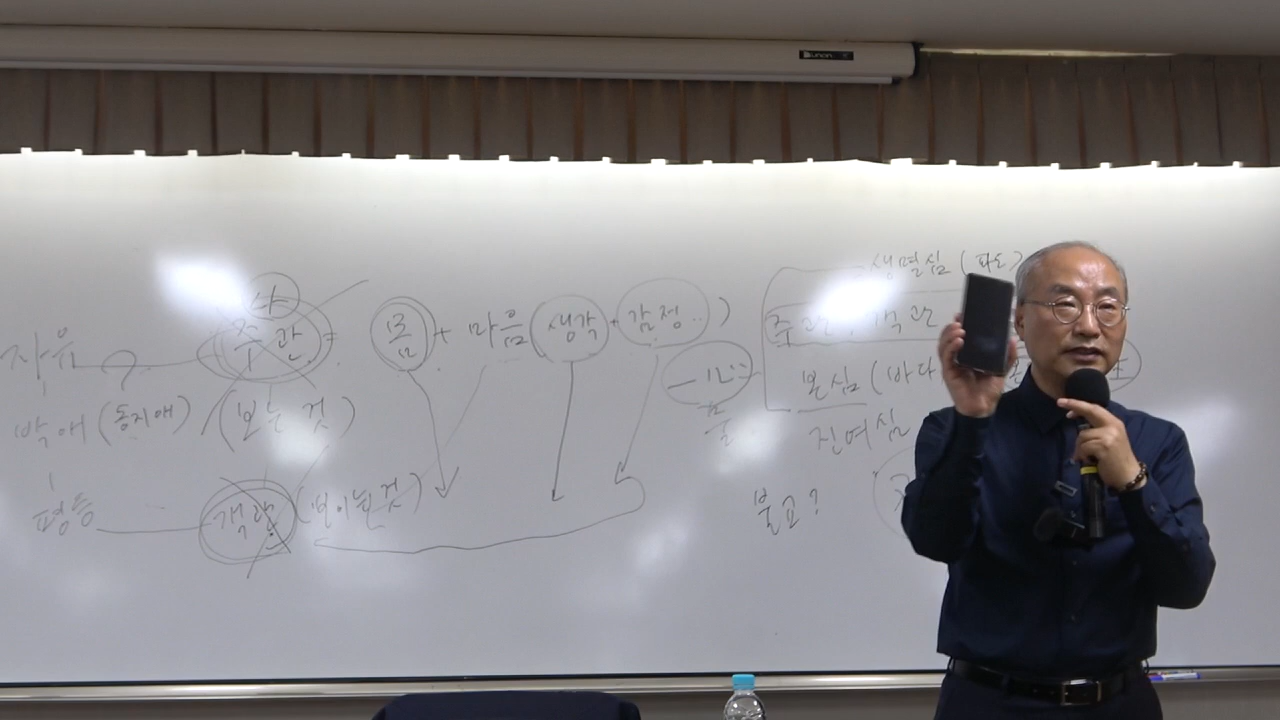 나
자유 주관 = 몸 + 마음 (생각 + 감정..)
박애 (동지애) (보는 것)
평등 객관 (보이는 것)
생멸심 (파도)
주관 객관
본심 (바다
진여심
불교?